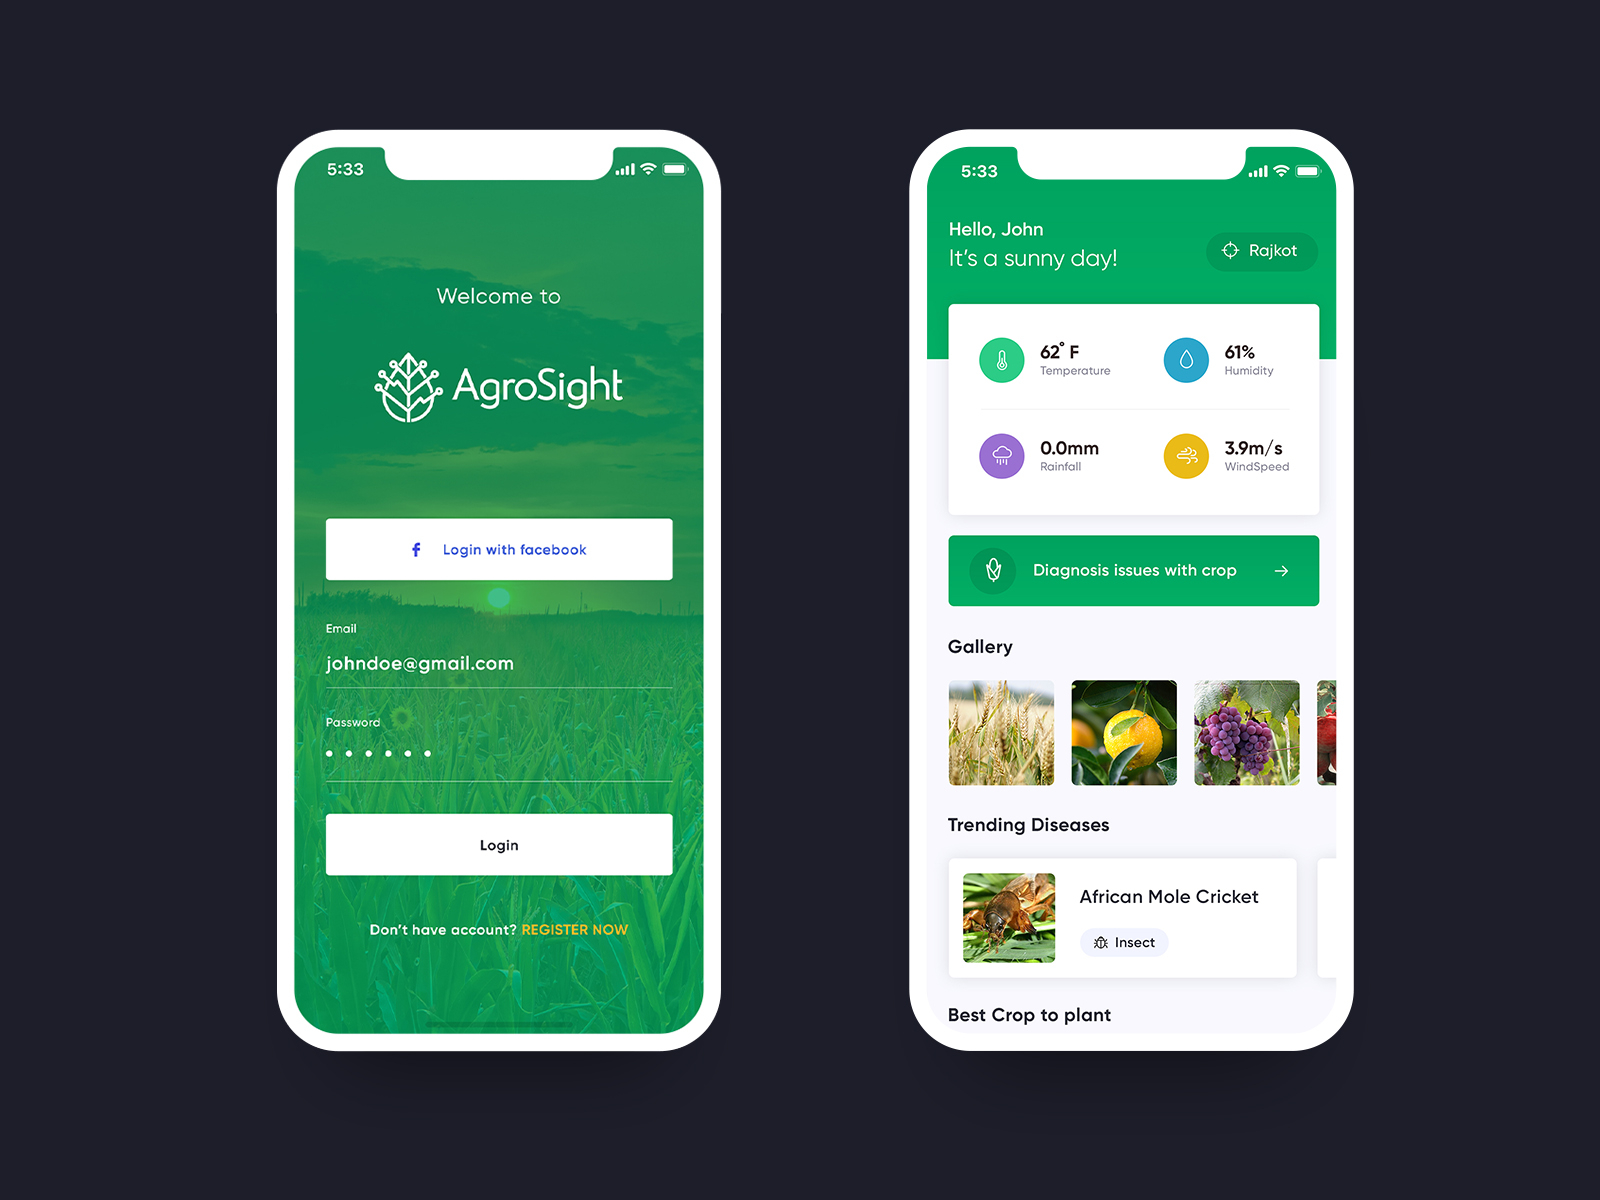 5:33
Welcome to
AgroSight
Login with facebook
Email
johndoe@gmail.com
Password
Login
Don't have account? REGISTER NOW
5:33
Hello, John
It's a sunny day!
Rajkot
62° F
Temperature
61%
Humidity
0.0mm
Rainfall
3.9m/s
WindSpeed
Diagnosis issues with crop
Gallery
Trending Diseases
African Mole Cricket
Insect
Best Crop to plant